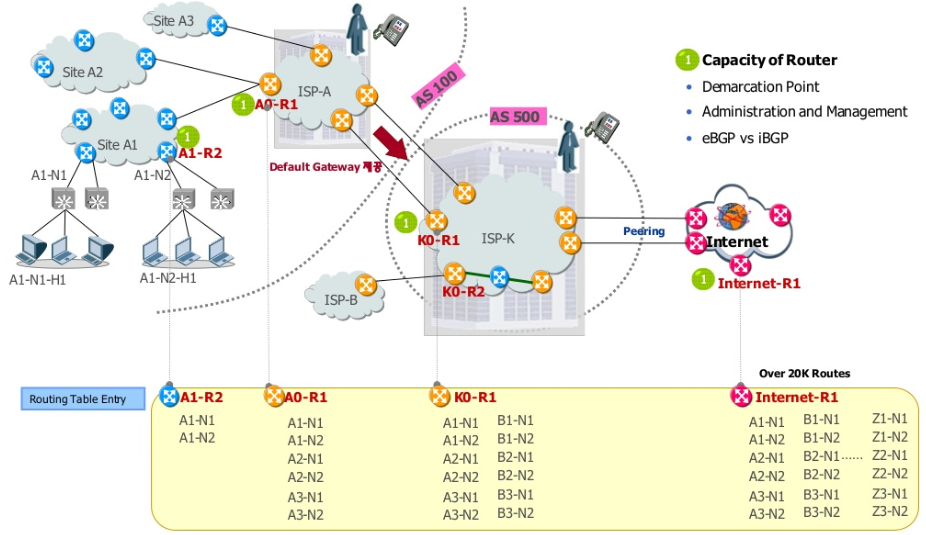 Site A3
Site A2
ISP-A
A0-R1
1
AS 100
Site A1
1
A1-R2
A1-N1
A1-N2
A1-N1-H1
A1-N2-H1
Default Gateway 제공
AS 500
1
K0-R1
ISP-K
ISP-B
K0-R2
Peering
Internet
1
Internet-R1
1 Capacity of Router
• Demarcation Point
• Administration and Management
• eBGP vs iBGP
Over 20K Routes
Routing Table Entry
A1-R2
A1-N1
A1-N2
A0-R1
A1-N1
A1-N2
A2-N1
A2-N2
A3-N1
A3-N2
K0-R1
A1-N1 B1-N1
A1-N2 B1-N2
A2-N1 B2-N1
A2-N2 B2-N2
A3-N1 B3-N1
A3-N2 B3-N2
Internet-R1
A1-N1 B1-N1 Z1-N1
A1-N2 B1-N2 Z1-N2
A2-N1 B2-N1...... Z2-N1
A2-N2 B2-N2 Z2-N2
A3-N1 B3-N1 Z3-N1
A3-N2 B3-N2 Z3-N2